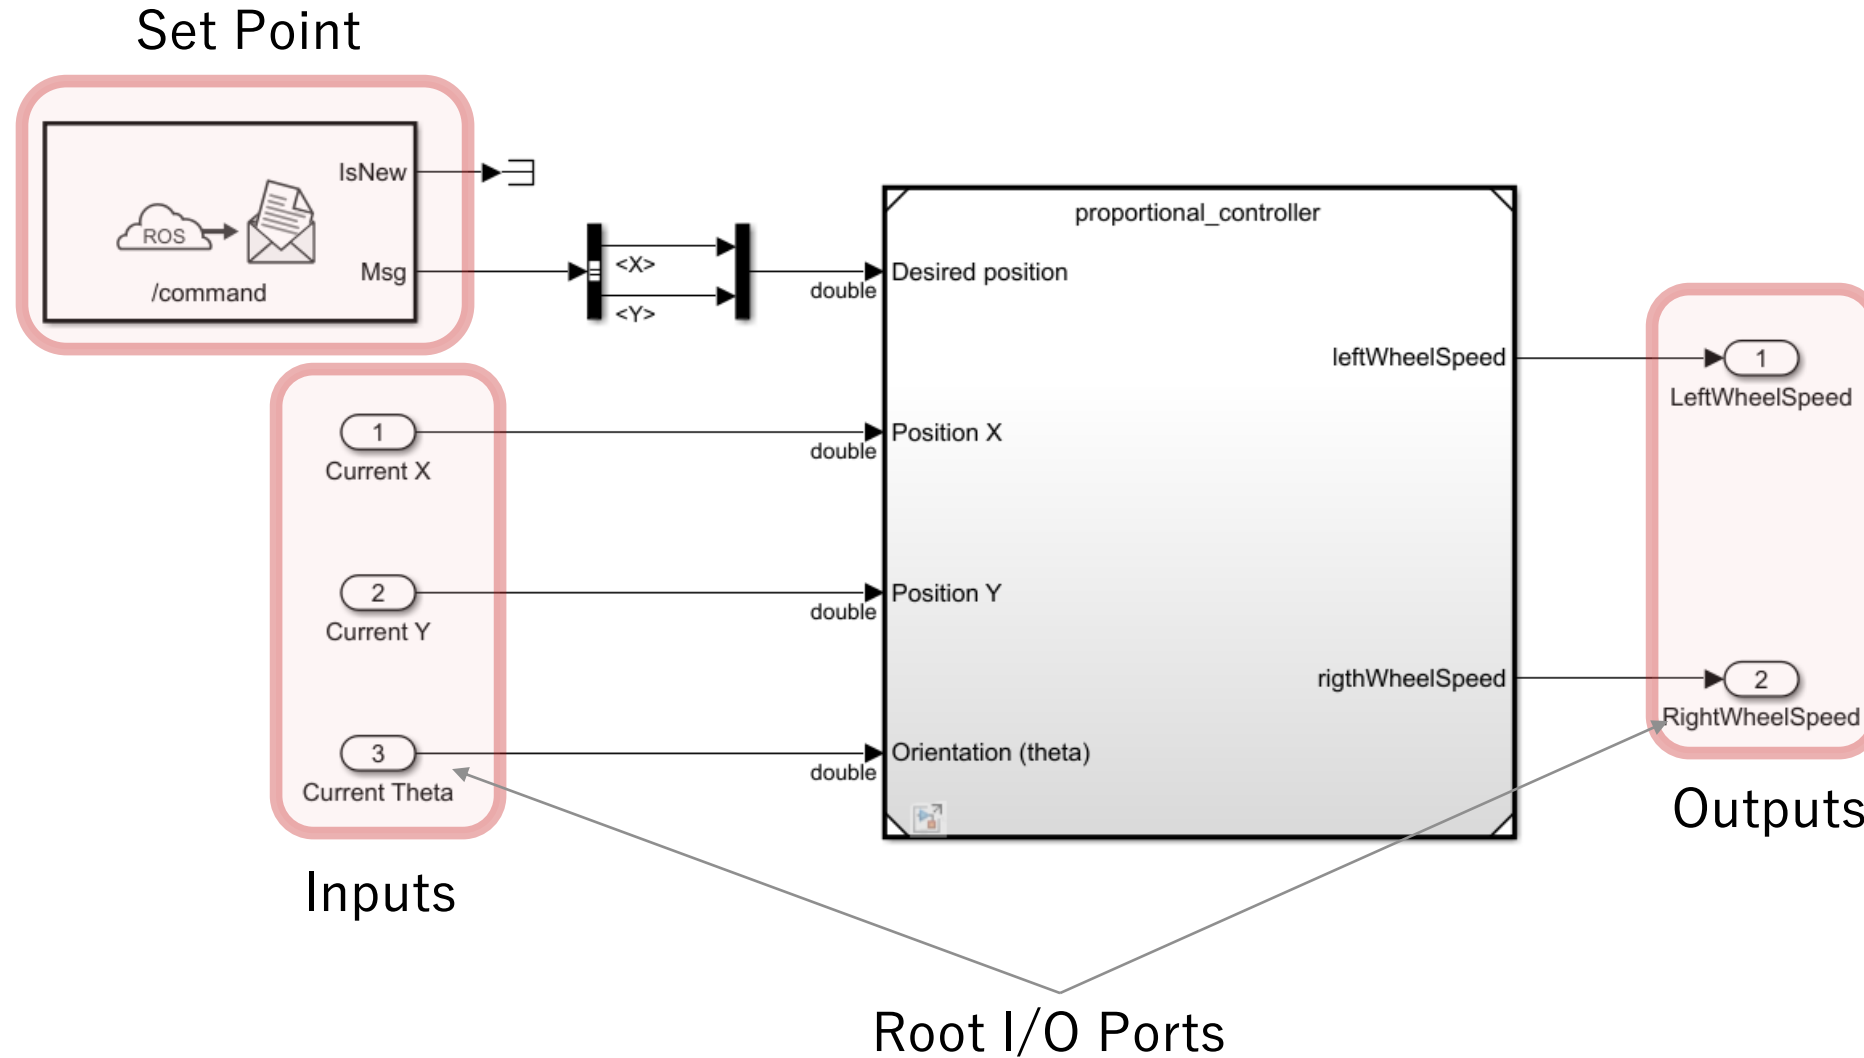 Set Point
IsNew
ROS
Msg
/command
<X>
<Y>
double
proportional_controller
Desired position
leftWheelSpeed
1
LeftWheelSpeed
1
Current X
double
Position X
2
Current Y
double
Position Y
rigthWheelSpeed
2
RightWheelSpeed
3
Current Theta
double
Orientation (theta)
Inputs
Outputs
Root I/O Ports